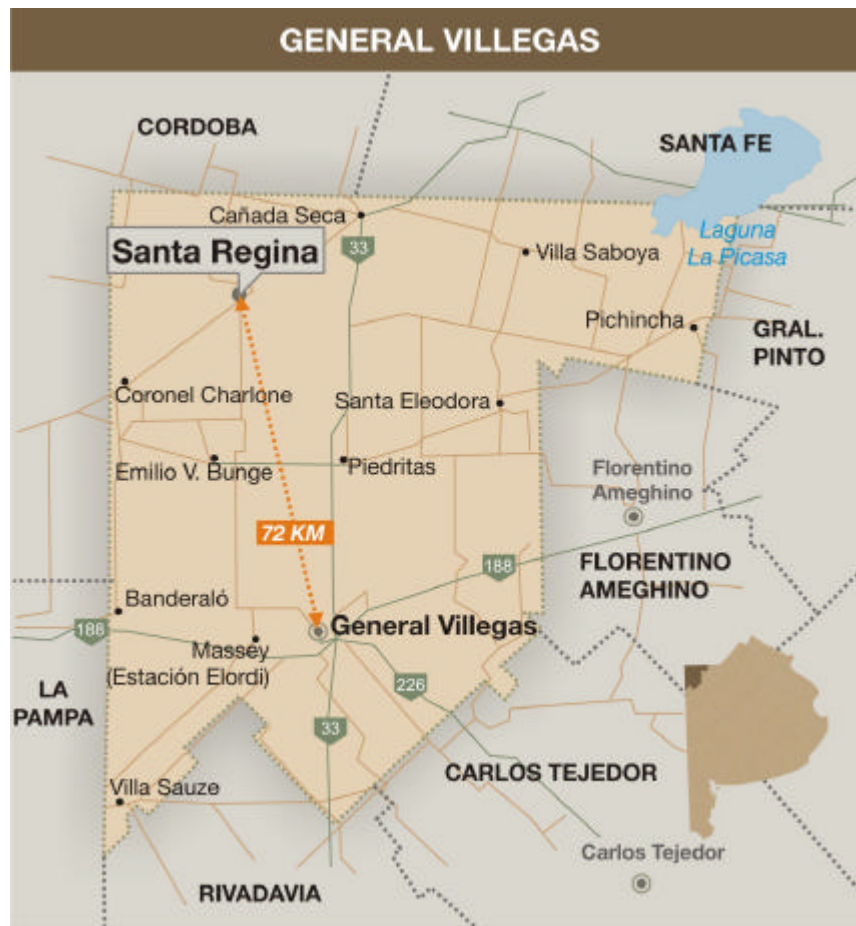 GENERAL VILLEGAS
CORDOBA
SANTA FE
Cañada Seca
33
Laguna
La Picasa
Santa Regina
Villa Saboya
Pichincha
GRAL.
PINTO
Coronel Charlone
Santa Eleodora
Emilio V. Bunge
Piedritas
Florentino
Ameghino
72 KM
188
FLORENTINO
AMEGHINO
Banderaló
188
General Villegas
Massey
(Estación Elordi)
226
LA
PAMPA
33
CARLOS TEJEDOR
Villa Sauze
Carlos Tejedor
RIVADAVIA